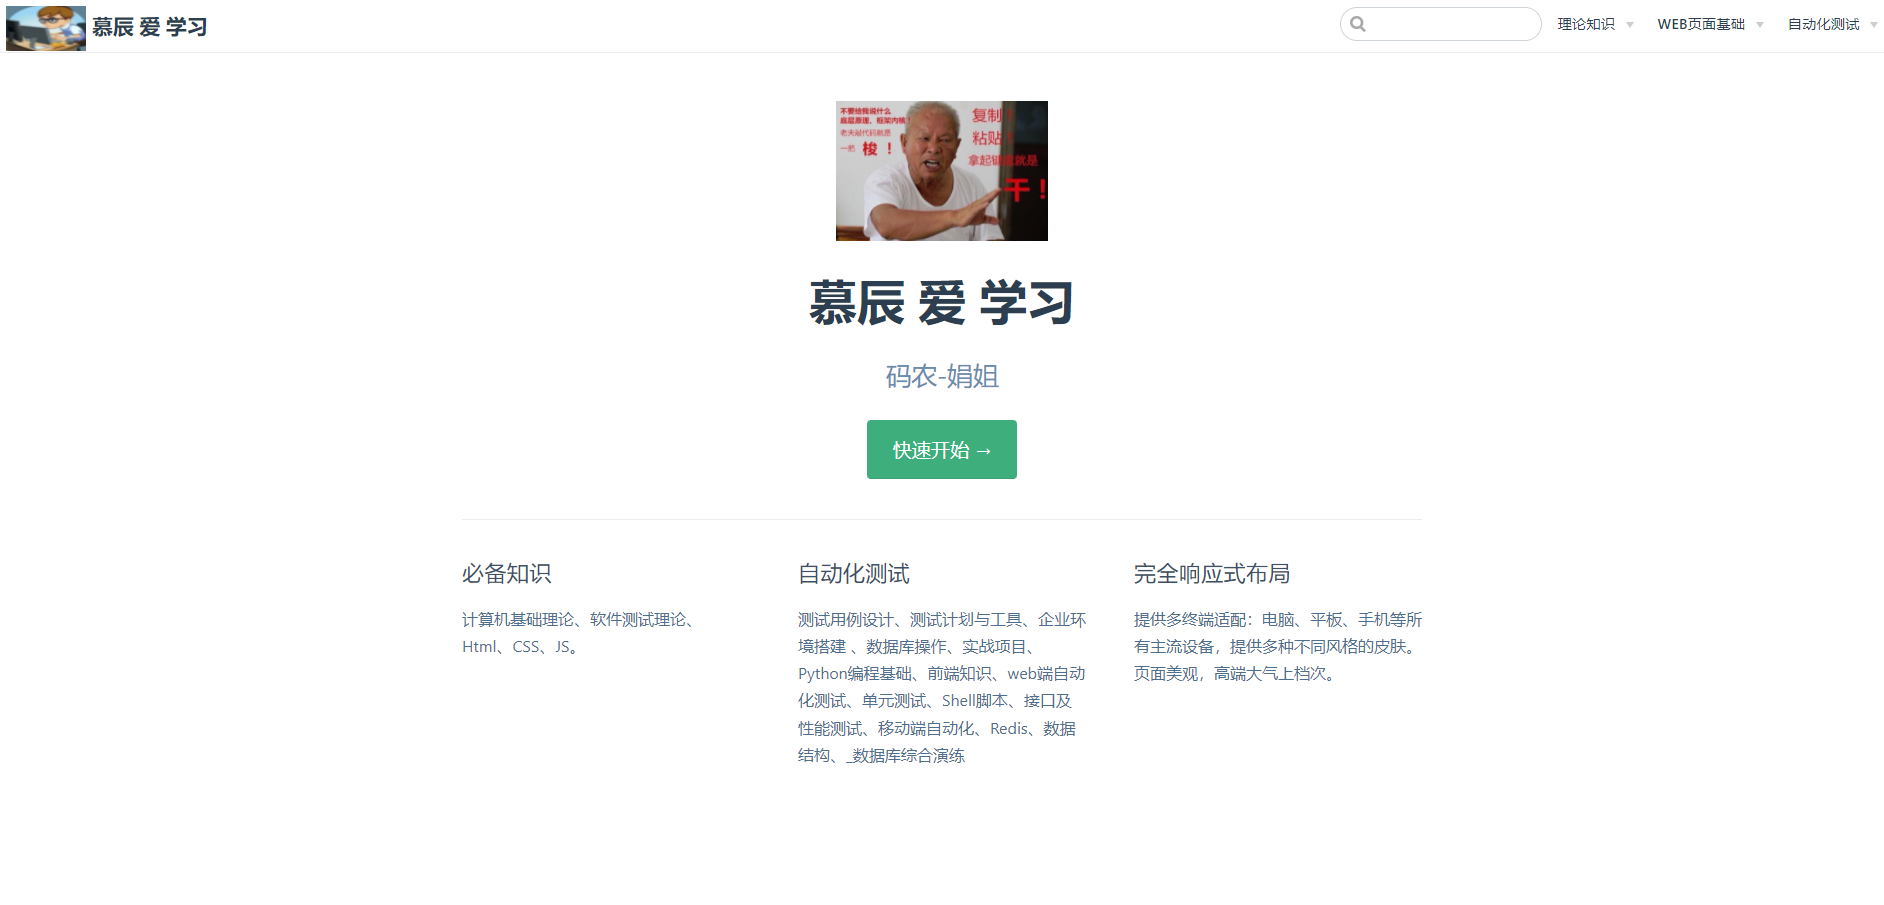 慕辰 爱 学习
理论知识
WEB页面基础
自动化测试
不要给我说什么
底层原理、框架内核!
老夫敲代码就是
一把 梭！
复制！
粘贴！
拿起键盘就是
干！
慕辰 爱 学习
码农-娟姐
快速开始 →
必备知识
计算机基础理论、软件测试理论、
Html、CSS、JS。
自动化测试
测试用例设计、测试计划与工具、企业环
境搭建 、数据库操作、实战项目、
Python编程基础、前端知识、web端自动
化测试、单元测试、Shell脚本、接口及
性能测试、移动端自动化、Redis、数据
结构、_数据库综合演练
完全响应式布局
提供多终端适配：电脑、平板、手机等所
有主流设备，提供多种不同风格的皮肤。
页面美观，高端大气上档次。